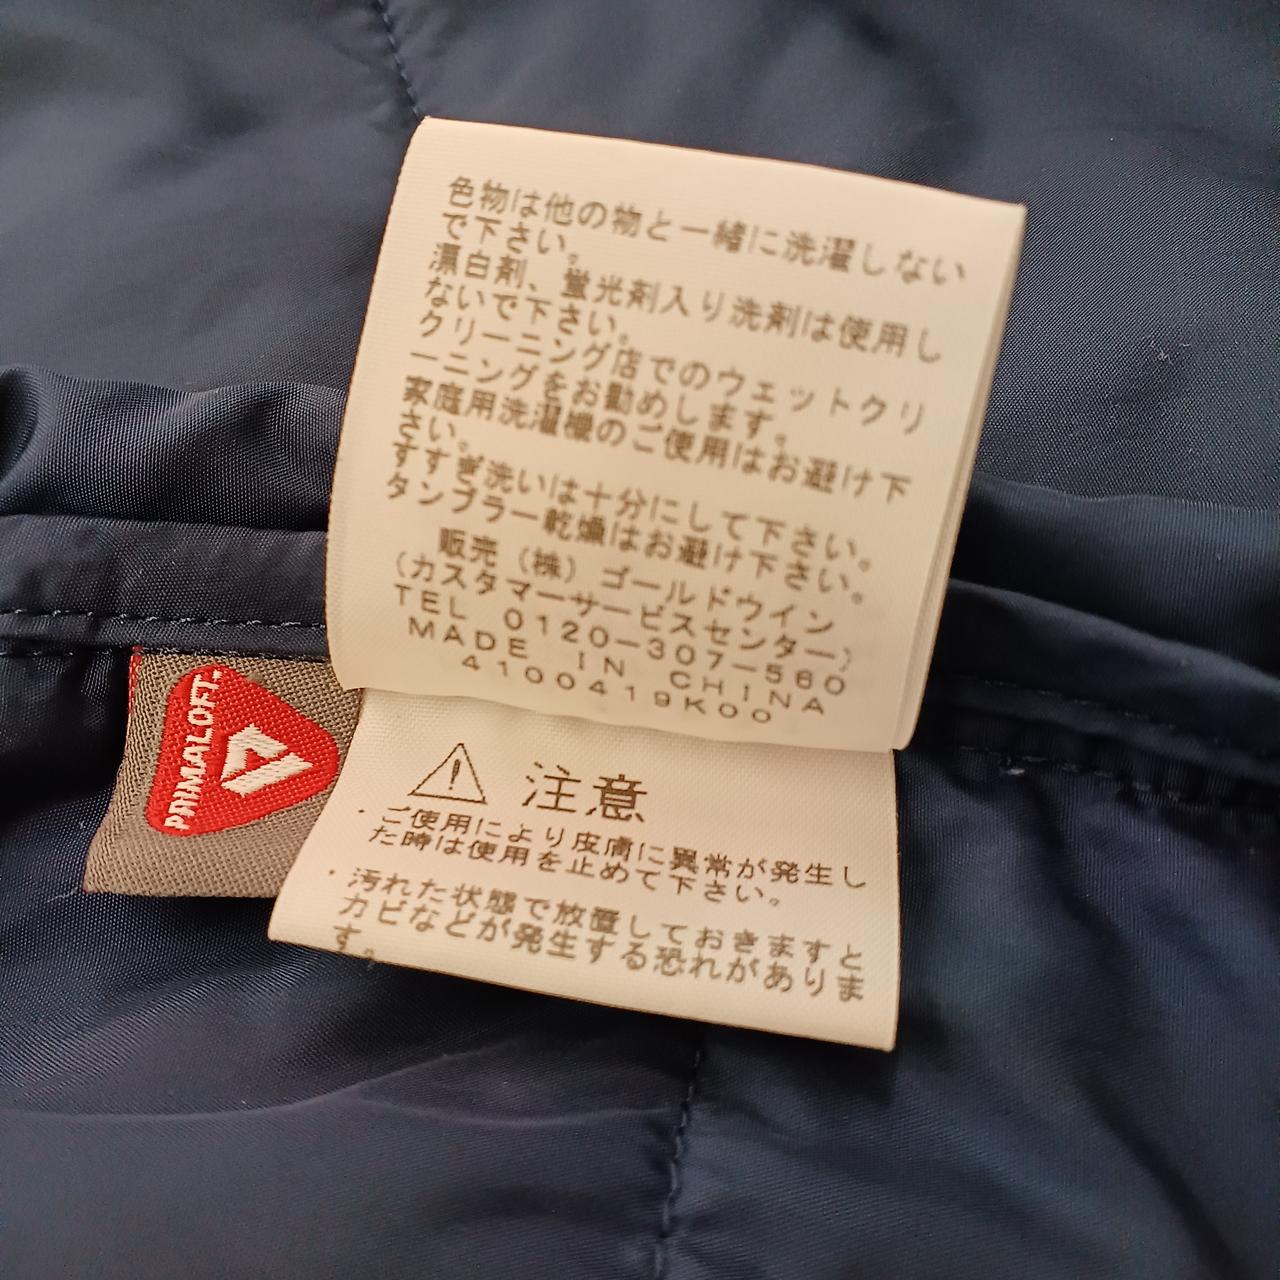 色物は他の物と一緒に洗濯しない
で下さい。
漂白剤、蛍光剤入り洗剤は使用し
ないで下さい。
クリーニング店でのウェットクリ
ーニングをお勧めします。
家庭用洗濯機のご使用はお避け下
さい。
すすぎ洗いは十分にして下さい。
タンブラー乾燥はお避け下さい。
販売（株）ゴールドウイン
（カスタマーサービスセンター）
TEL 0120-307-560
MADE IN CHINA
4100419K00
PRIMALOFT
注意
・ご使用により皮膚に異常が発生し
た時は使用を止めて下さい。
・汚れた状態で放置しておきますと
カビなどが発生する恐れがありま
す。